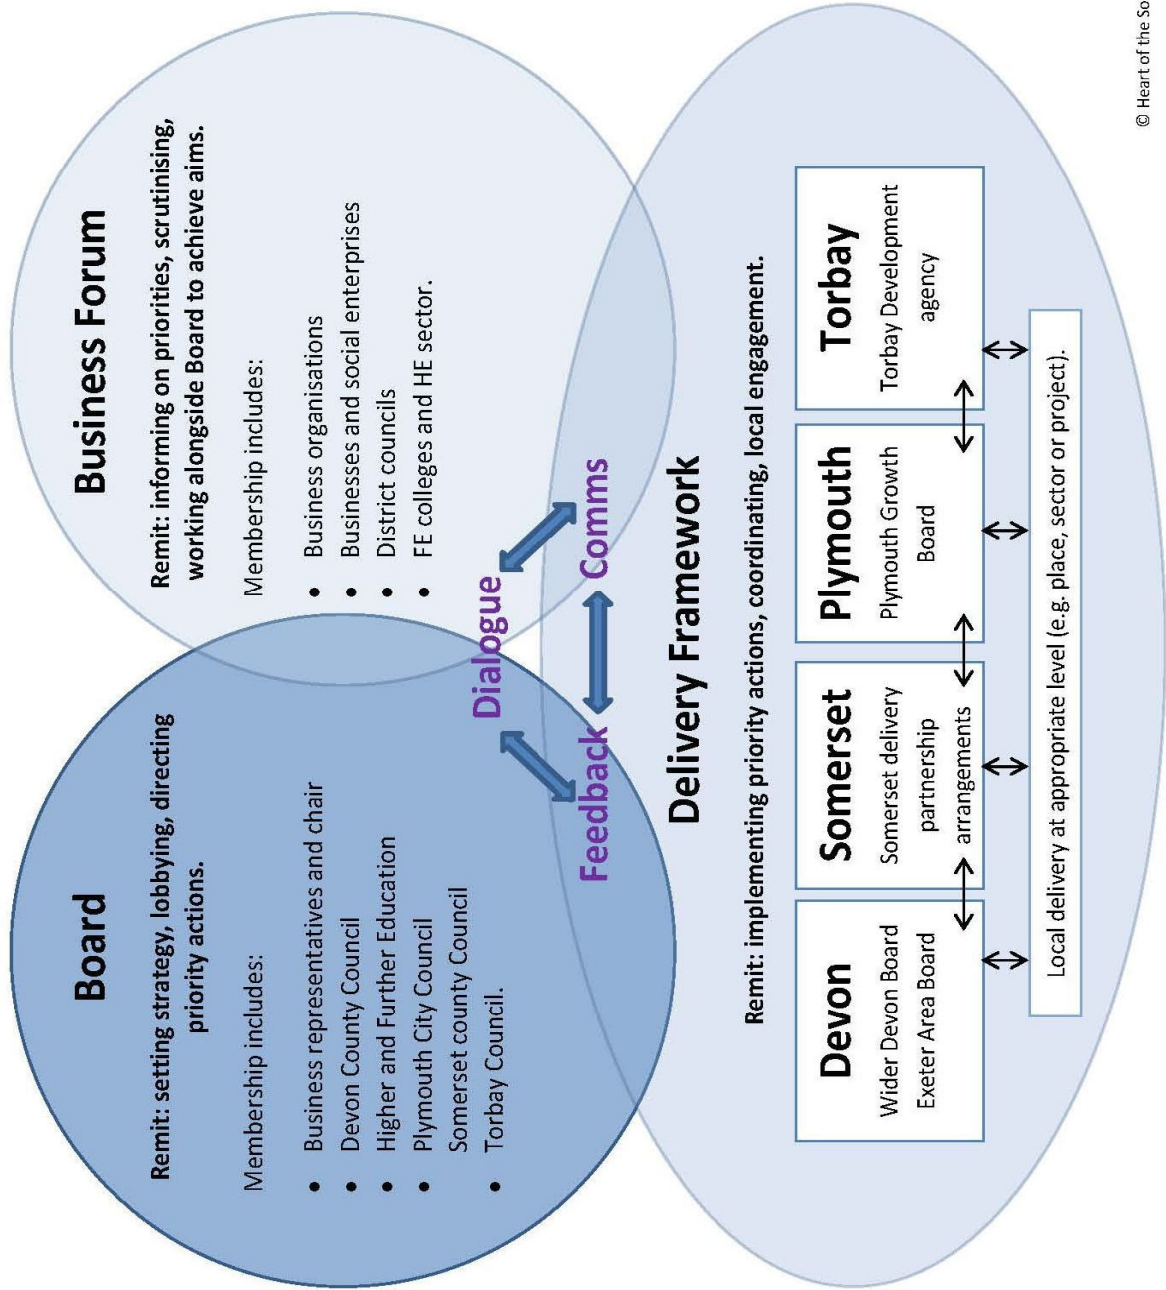 Board
Remit: setting strategy, lobbying, directing
priority actions.
Membership includes:
• Business representatives and chair
• Devon County Council
• Higher and Further Education
• Plymouth City Council
Somerset county Council
• Torbay Council.
Business Forum
Remit: informing on priorities, scrutinising,
working alongside Board to achieve aims.
Membership includes:
• Business organisations
• Businesses and social enterprises
• District councils
• FE colleges and HE sector.
Dialogue
Feedback
Comms
Delivery Framework
Remit: implementing priority actions, coordinating, local engagement.
Devon
Wider Devon Board
Exeter Area Board
Somerset
Somerset delivery
partnership
arrangements
Plymouth
Plymouth Growth
Board
Torbay
Torbay Development
agency
Local delivery at appropriate level (e.g. place, sector or project).
© Heart of the So